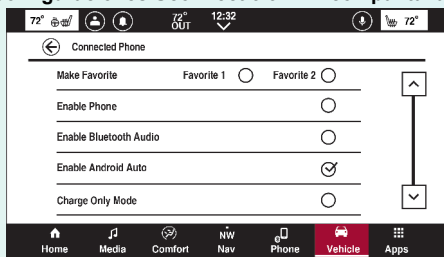 72° 72° OUT 12:32 72°
Connected Phone
Make Favorite Favorite 1 Favorite 2
Enable Phone
Enable Bluetooth Audio
Enable Android Auto
Charge Only Mode
NW
Home Media Comfort Nav Phone Vehicle Apps